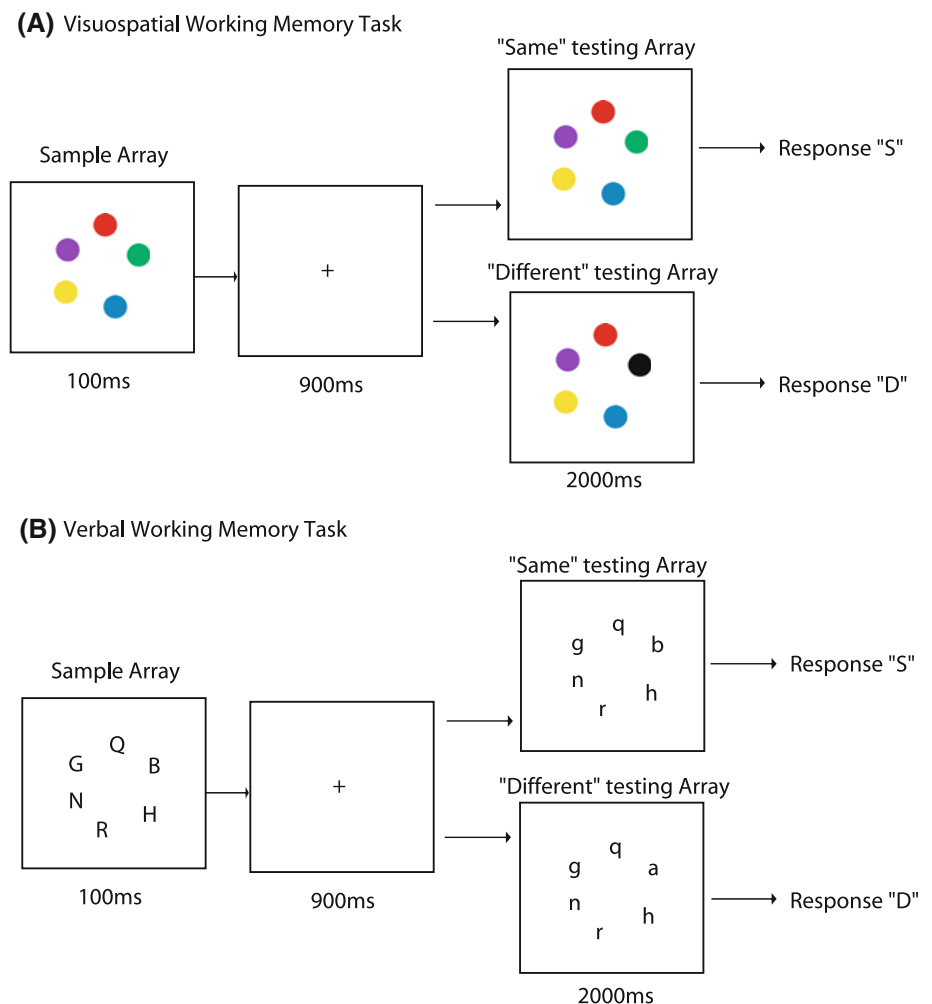 (A) Visuospatial Working Memory Task
"Same" testing Array
Sample Array
Response "S"
+
"Different" testing Array
100ms
900ms
Response "D"
2000ms
(B) Verbal Working Memory Task
"Same" testing Array
q
g b
n h
r
Response "S"
Sample Array
Q
G B
N H
R
+
"Different" testing Array
q
g a
n h
r
100ms
900ms
Response "D"
2000ms